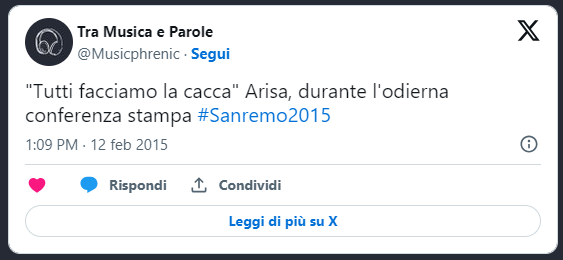 Tra Musica e Parole
@Musicphrenic · Segui
"Tutti facciamo la cacca" Arisa, durante l'odierna
conferenza stampa #Sanremo2015
1:09 PM · 12 feb 2015
Rispondi Condividi
Leggi di più su X